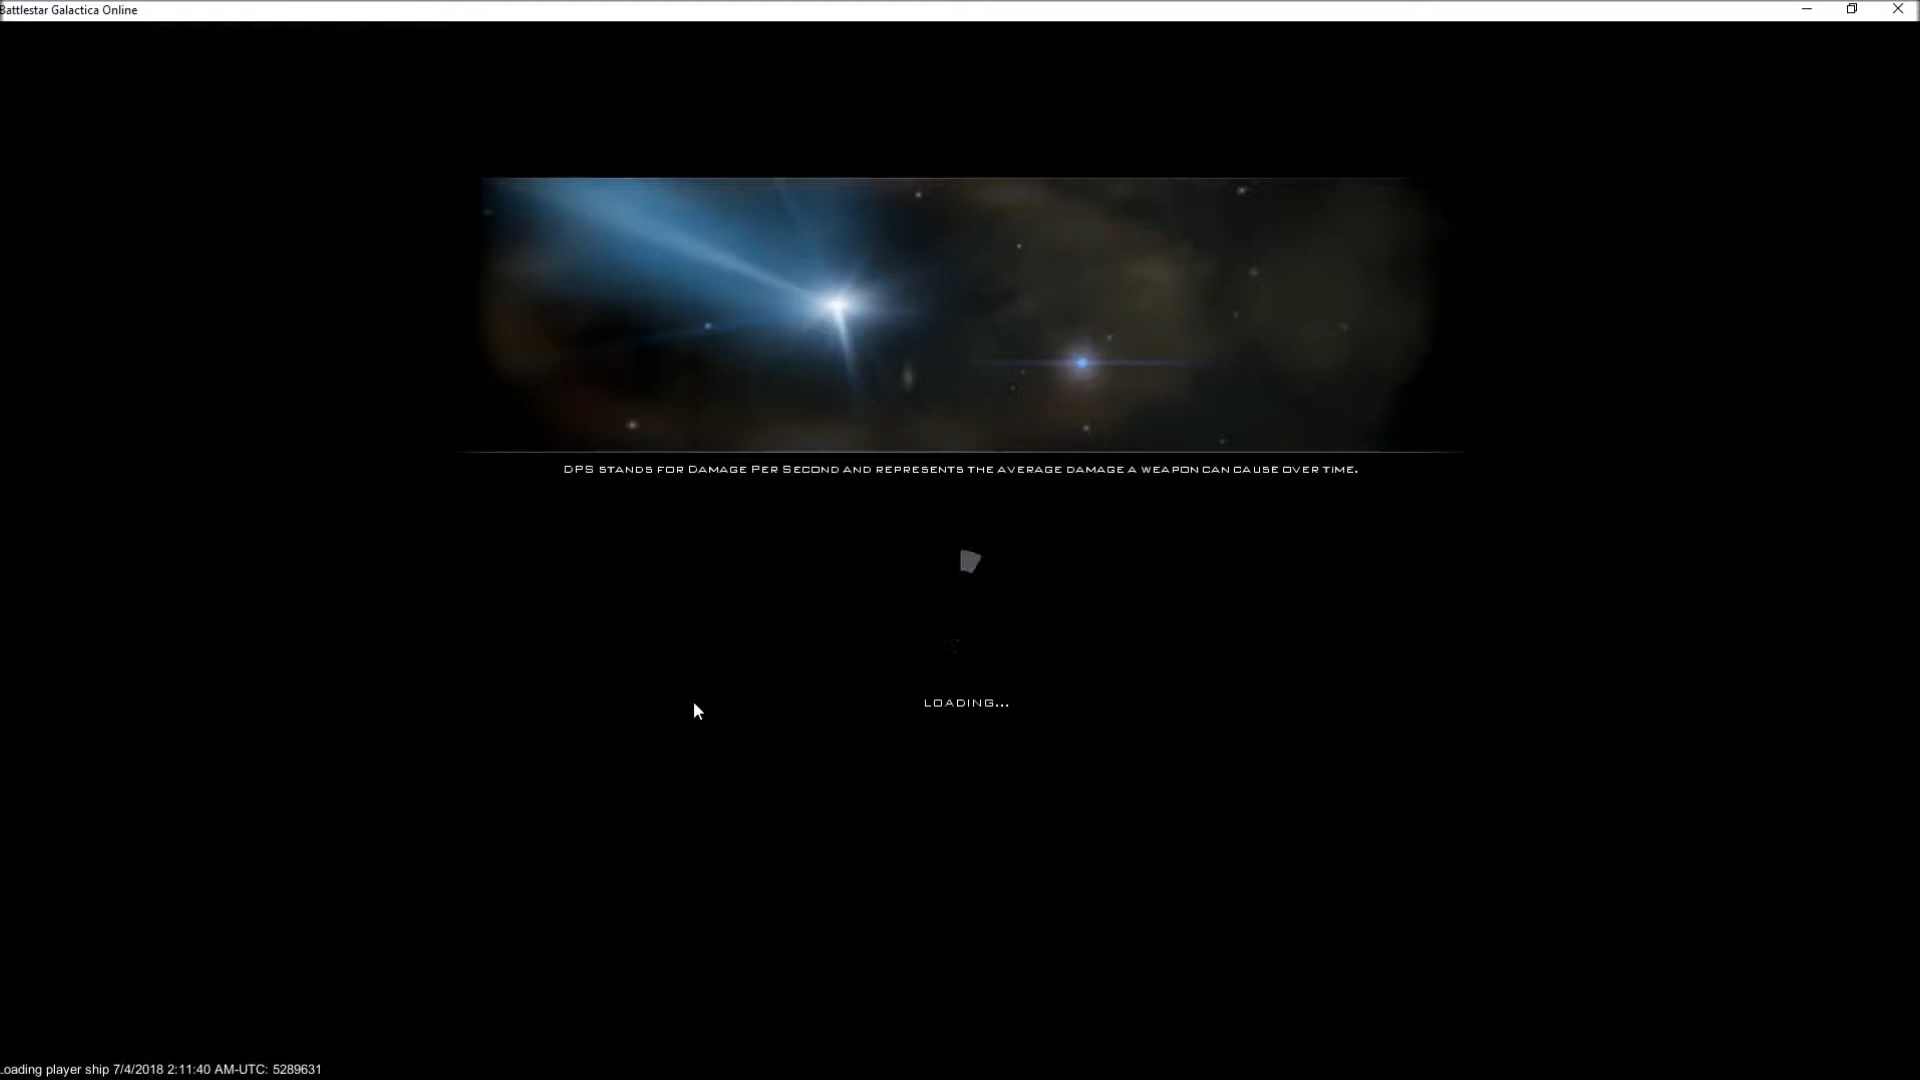 Battlestar Galactica Online
DPS stands for Damage Per Second and represents the average damage a weapon can cause over time.
LOADING...
Loading player ship 7/4/2018 2:11:40 AM-UTC: 5289631